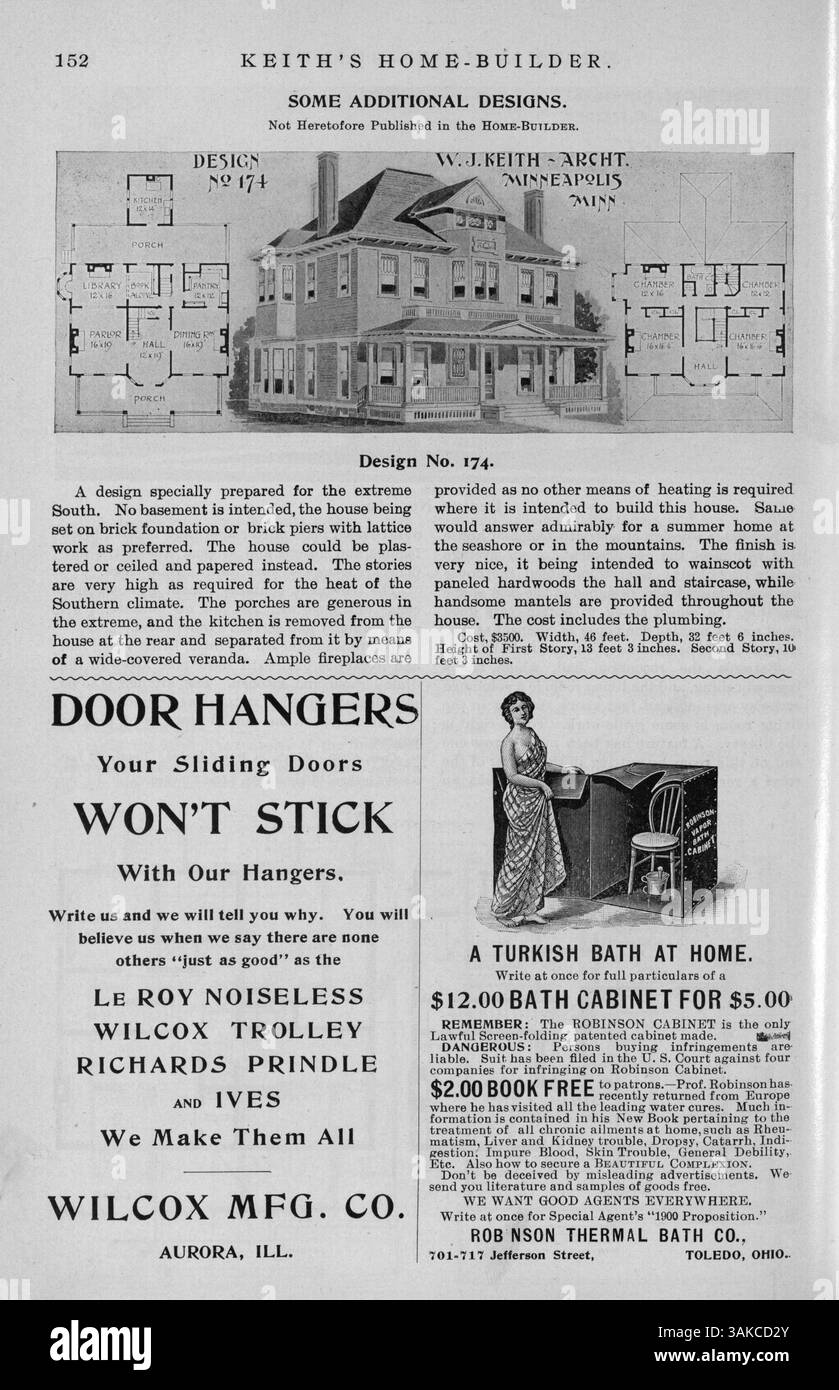 152
KEITH'S HOME-BUILDER.
SOME ADDITIONAL DESIGNS.
Not Heretofore Published in the HOME-BUILDER.
DESIGN
No 174
W. J. KEITH - ARCHT.
MINNEAPOLIS
MINN
KITCHEN
12 x 14
PORCH
LIBRARY
12 x 16
BOOK
ALCOVE
PANTRY
12 x 12
PARLOR
16 x 19
HALL
12 x 19
DINING RM
16 x 19
PORCH
CHAMBER
12 x 16
BATH
CHAMBER
12 x 12
CHAMBER
16 x 15-6
CHAMBER
16 x 15-6
HALL
Design No. 174.
A design specially prepared for the extreme
South. No basement is intended, the house being
set on brick foundation or brick piers with lattice
work as preferred. The house could be plas-
tered or ceiled and papered instead. The stories
are very high as required for the heat of the
Southern climate. The porches are generous in
the extreme, and the kitchen is removed from the
house at the rear and separated from it by means
of a wide-covered veranda. Ample fireplaces are
provided as no other means of heating is required
where it is intended to build this house. Same
would answer admirably for a summer home at
the seashore or in the mountains. The finish is
very nice, it being intended to wainscot with
paneled hardwoods the hall and staircase, while
handsome mantels are provided throughout the
house. The cost includes the plumbing.
Cost, $3500. Width, 46 feet. Depth, 32 feet 6 inches.
Height of First Story, 13 feet 3 inches. Second Story, 10
feet 3 inches.
DOOR HANGERS
Your Sliding Doors
WON'T STICK
With Our Hangers.
Write us and we will tell you why. You will
believe us when we say there are none
others "just as good" as the
LE ROY NOISELESS
WILCOX TROLLEY
RICHARDS PRINDLE
AND IVES
We Make Them All
WILCOX MFG. CO.
AURORA, ILL.
ROBINSON
VAPOR
BATH
CABINET
A TURKISH BATH AT HOME.
Write at once for full particulars of a
$12.00 BATH CABINET FOR $5.00
REMEMBER: The ROBINSON CABINET is the only
Lawful Screen-folding patented cabinet made.
DANGEROUS: Persons buying infringements are
liable. Suit has been filed in the U. S. Court against four
companies for infringing on Robinson Cabinet.
$2.00 BOOK FREE to patrons.—Prof. Robinson has
recently returned from Europe
where he has visited all the leading water cures. Much in-
formation is contained in his New Book pertaining to the
treatment of all chronic ailments at home, such as Rheu-
matism, Liver and Kidney trouble, Dropsy, Catarrh, Indi-
gestion, Impure Blood, Skin Trouble, General Debility,
Etc. Also how to secure a BEAUTIFUL COMPLEXION.
Don't be deceived by misleading advertisements. We
send you literature and samples of goods free.
WE WANT GOOD AGENTS EVERYWHERE.
Write at once for Special Agent's "1900 Proposition."
ROB NSON THERMAL BATH CO.,
701-717 Jefferson Street, TOLEDO, OHIO.
alamy
Image ID: 3AKCD2Y
www.alamy.com